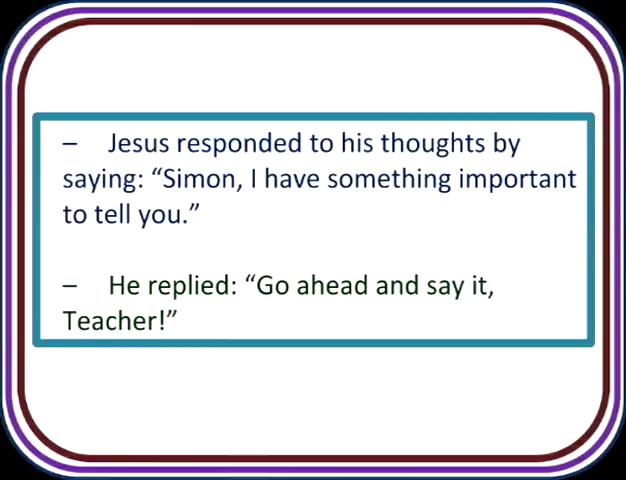 –    Jesus responded to his thoughts by
saying: “Simon, I have something important
to tell you.”
–    He replied: “Go ahead and say it,
Teacher!”